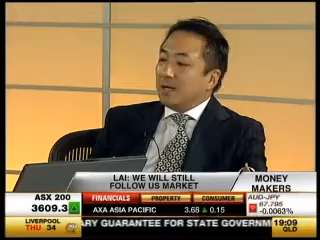 LAI: WE WILL STILL
FOLLOW US MARKET
MONEY
MAKERS
ASX 200
3609.3
FINANCIALS PROPERTY CONSUMER
AXA ASIA PACIFIC 3.68 0.15
AUD-JPY
67.795
-0.0063%
LIVERPOOL
THU 34
ARY GUARANTEE FOR STATE GOVERNM
19:09
QLD